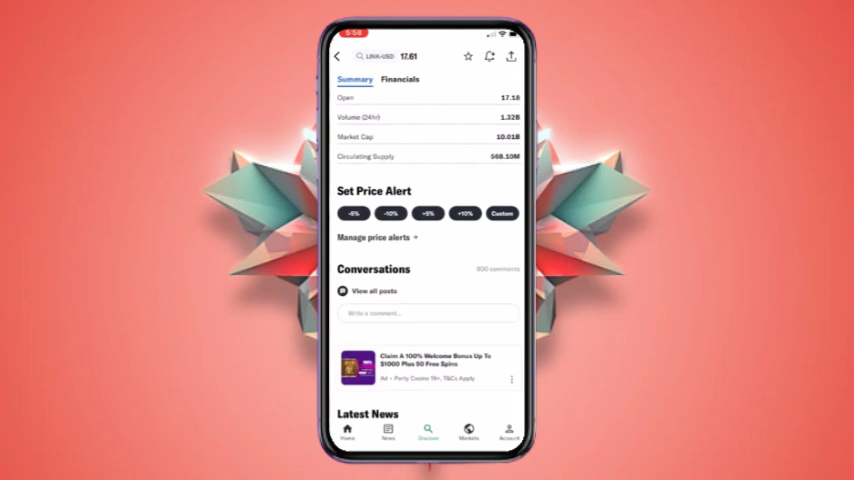 5:58
LINK-USD 17.61
Summary Financials
Open 17.18
Volume (24hr) 1.32B
Market Cap 10.01B
Circulating Supply 568.10M
Set Price Alert
-5% -10% +5% +10% Custom
Manage price alerts
Conversations 800 comments
View all posts
Write a comment...
Claim A 100% Welcome Bonus Up To
$1000 Plus 50 Free Spins
Ad • Party Casino 19+, T&Cs Apply
Latest News
Home News Discover Markets Account